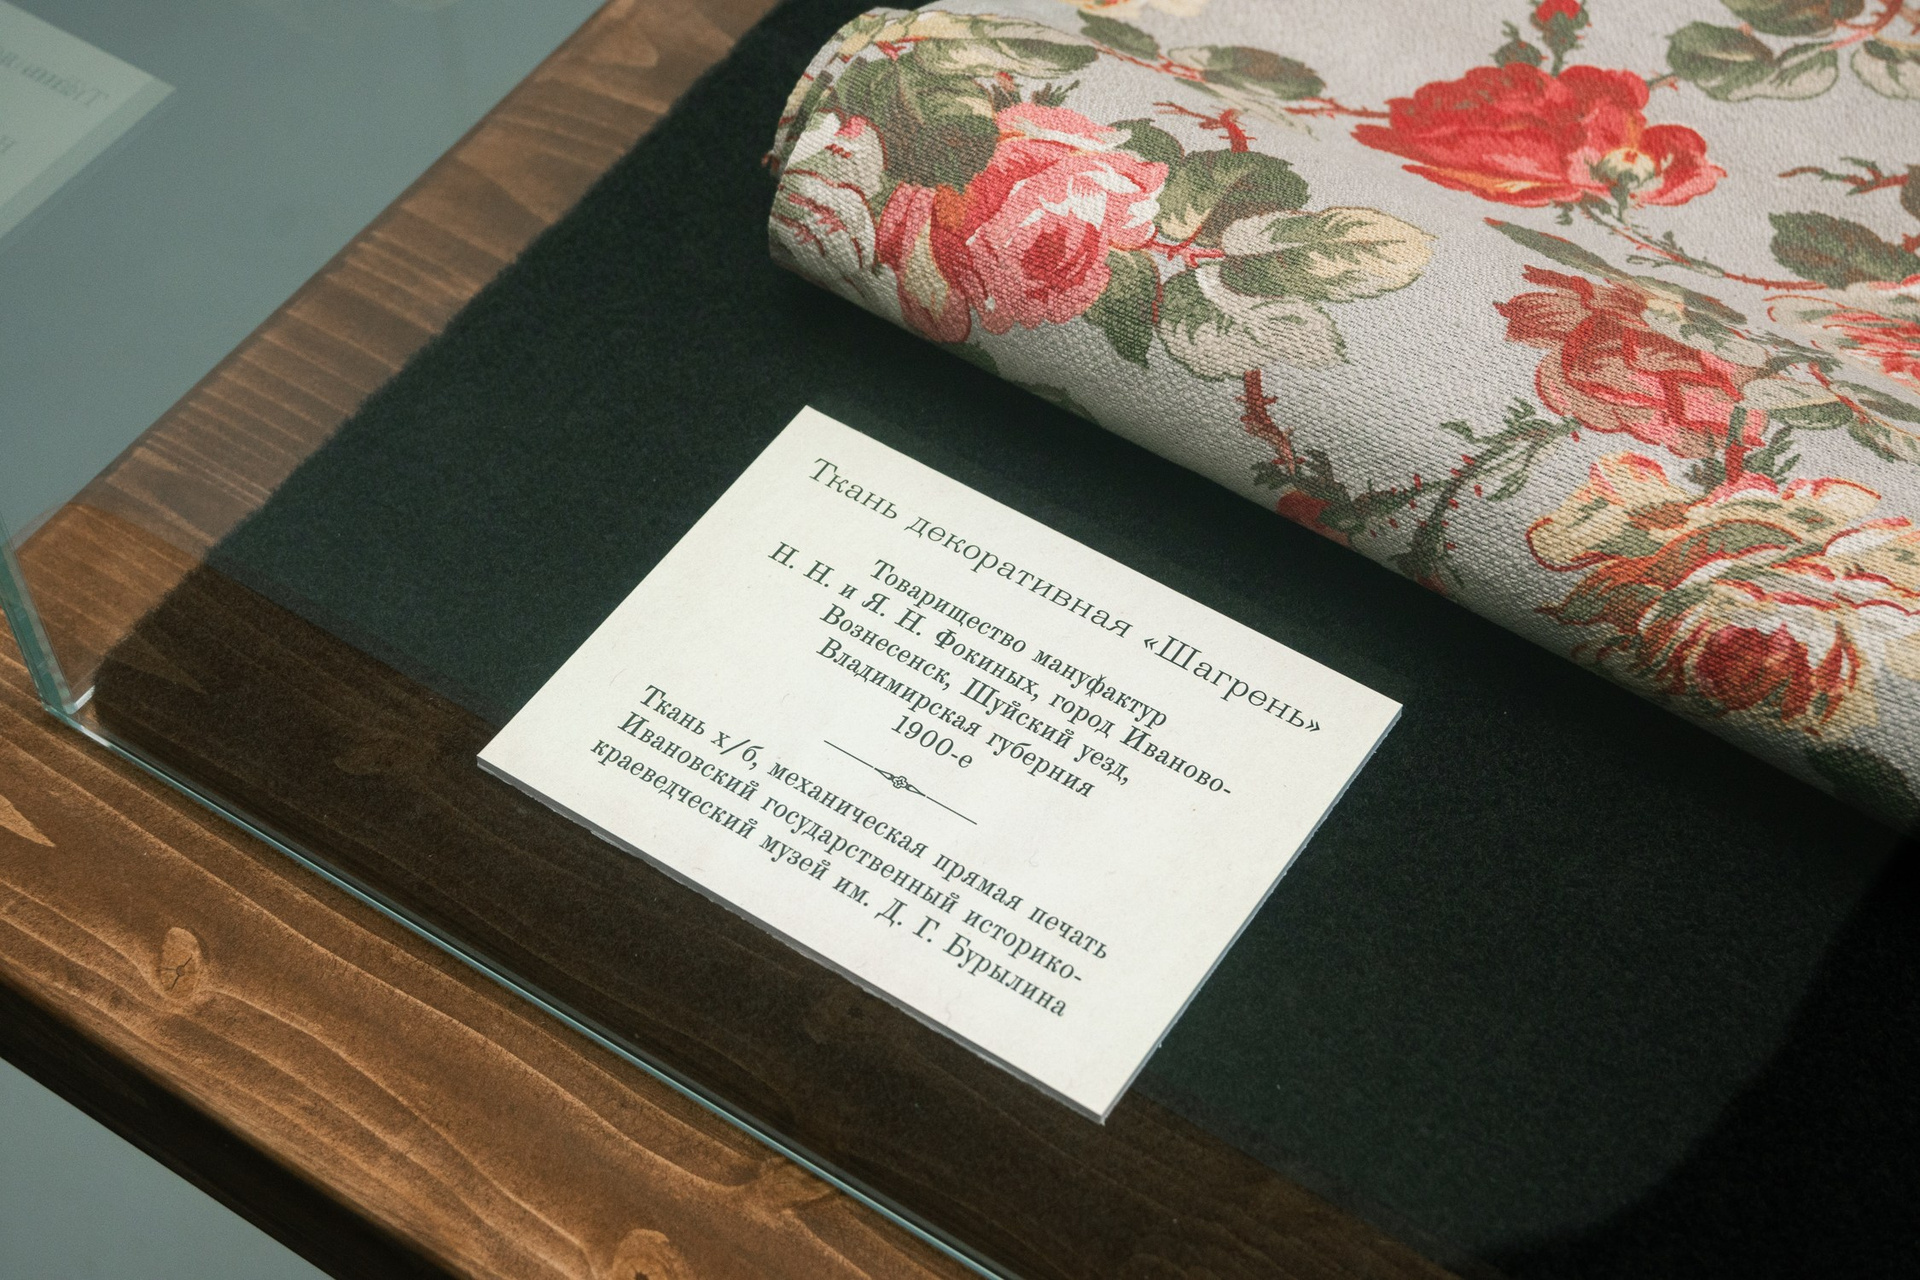 Ткань декоративная «Шагрень»
Товарищество мануфактур
Н. Н. и Я. Н. Фокиных, город Иваново-
Вознесенск, Шуйский уезд,
Владимирская губерния
1900-е
Ткань х/б, механическая прямая печать
Ивановский государственный историко-
краеведческий музей им. Д. Г. Бурылина